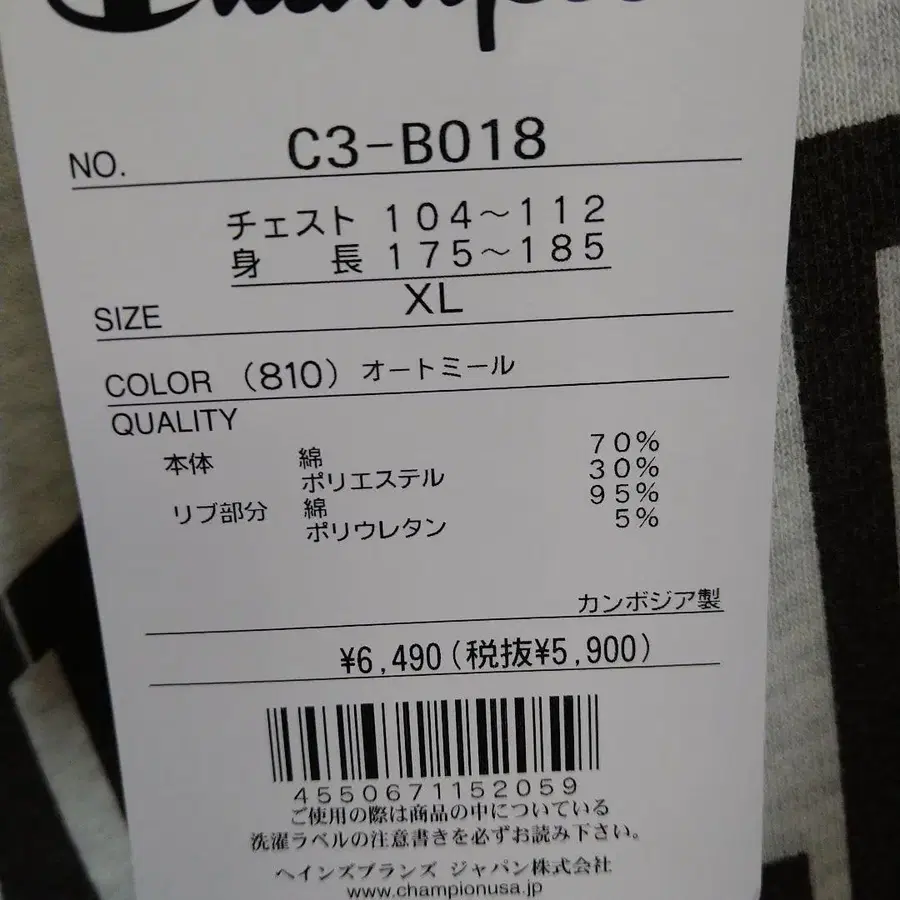 Champion
NO. C3-B018
チェスト 104～112
身 長 175～185
SIZE XL
COLOR (810) オートミール
QUALITY
本体 綿 70%
ポリエステル 30%
リブ部分 綿 95%
ポリウレタン 5%
カンボジア製
¥6,490(税抜¥5,900)
4550671152059
ご使用の際は商品の中についている
洗濯ラベルの注意書きを必ずお読み下さい。
ヘインズブランズ ジャパン株式会社
www.championusa.jp